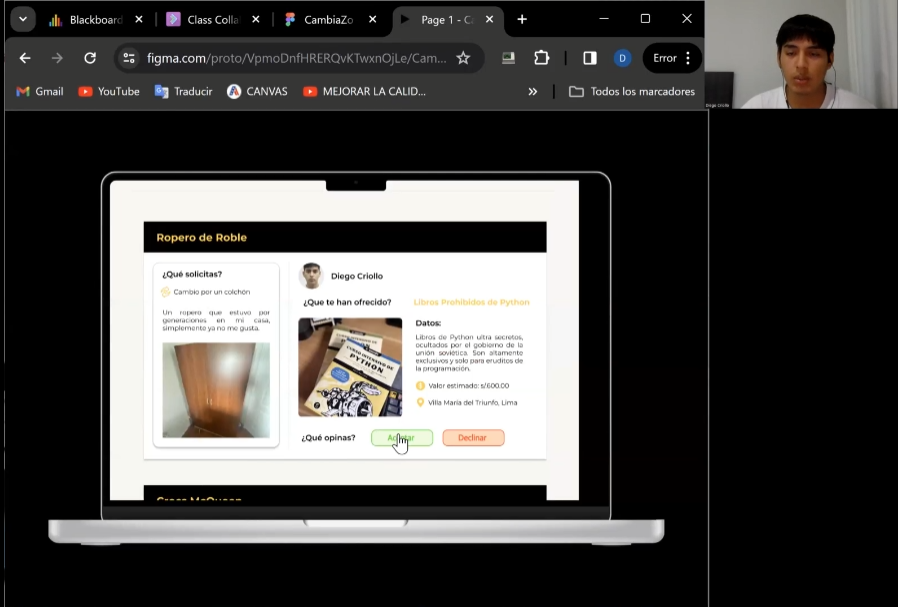 Blackboard
Class Colla
CambiaZo
Page 1 - C
figma.com/proto/VpmoDnfHRERQvKTwxnOjLe/Cam...
D
Error
Gmail
YouTube
Traducir
CANVAS
MEJORAR LA CALID...
»
Todos los marcadores
Diego Criollo
Ropero de Roble
¿Qué solicitas?
Cambio por un colchón
Un ropero que estuvo por
generaciones en mi casa,
simplemente ya no me gusta.
Diego Criollo
¿Que te han ofrecido?
Libros Prohibidos de Python
CURSO INTENSIVO DE
PYTHON
Datos:
Libros de Python ultra secretos,
ocultados por el gobierno de la
unión soviética. Son altamente
exclusivos y solo para eruditos de
la programación.
Valor estimado: s/600.00
Villa María del Triunfo, Lima
¿Qué opinas?
Aceptar
Declinar